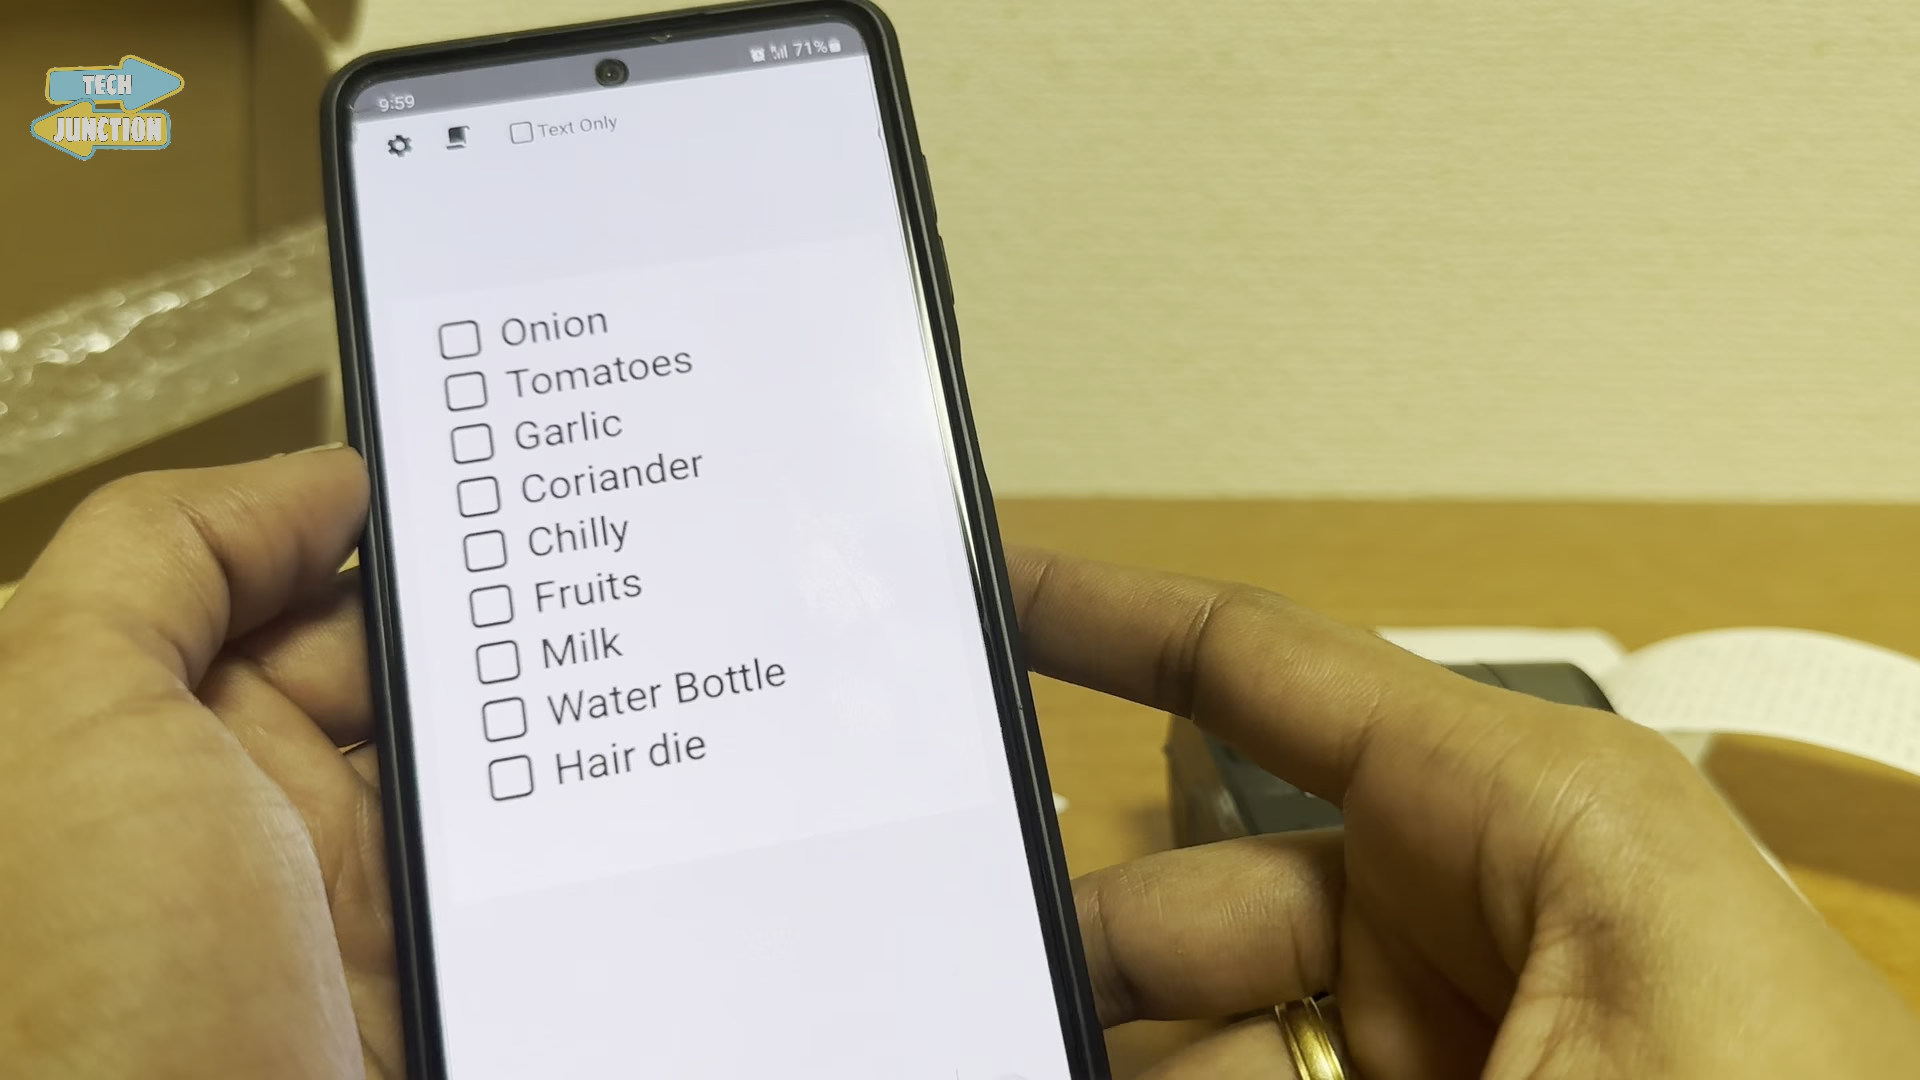 TECH
JUNCTION
9:59
71%
Text Only
Onion
Tomatoes
Garlic
Coriander
Chilly
Fruits
Milk
Water Bottle
Hair die